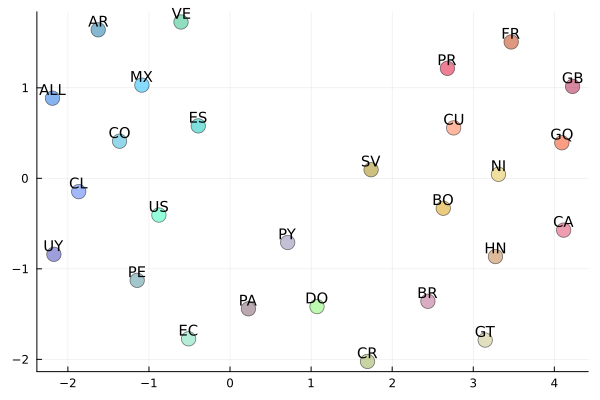 VE
AR
FR
PR
MX
GB
ALL
1
ES
CU
CO
GQ
SV
NI
0
CL
BO
US
CA
PY
UY
HN
−1
PE
BR
DO
PA
EC
GT
CR
−2
−2 −1 0 1 2 3 4